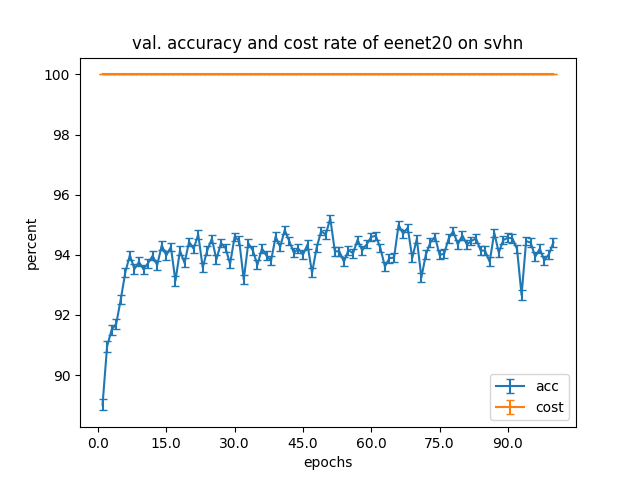 val. accuracy and cost rate of eenet20 on svhn
100
98
96
94
92
90
percent
0.0 15.0 30.0 45.0 60.0 75.0 90.0
epochs
acc
cost